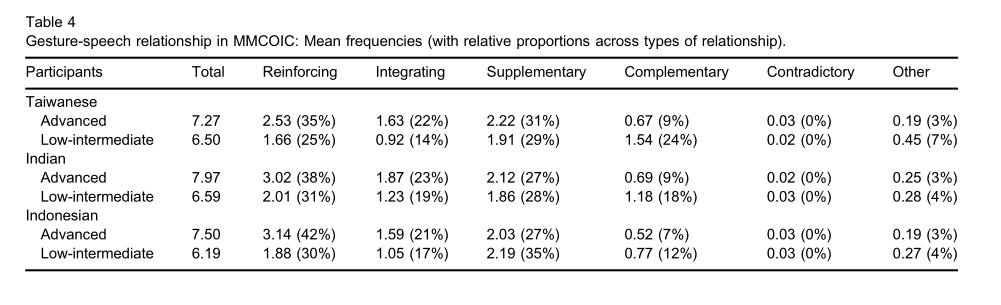 Table 4
Gesture-speech relationship in MMCOIC: Mean frequencies (with relative proportions across types of relationship).
Participants Total Reinforcing Integrating Supplementary Complementary Contradictory Other
Taiwanese
Advanced 7.27 2.53 (35%) 1.63 (22%) 2.22 (31%) 0.67 (9%) 0.03 (0%) 0.19 (3%)
Low-intermediate 6.50 1.66 (25%) 0.92 (14%) 1.91 (29%) 1.54 (24%) 0.02 (0%) 0.45 (7%)
Indian
Advanced 7.97 3.02 (38%) 1.87 (23%) 2.12 (27%) 0.69 (9%) 0.02 (0%) 0.25 (3%)
Low-intermediate 6.59 2.01 (31%) 1.23 (19%) 1.86 (28%) 1.18 (18%) 0.03 (0%) 0.28 (4%)
Indonesian
Advanced 7.50 3.14 (42%) 1.59 (21%) 2.03 (27%) 0.52 (7%) 0.03 (0%) 0.19 (3%)
Low-intermediate 6.19 1.88 (30%) 1.05 (17%) 2.19 (35%) 0.77 (12%) 0.03 (0%) 0.27 (4%)